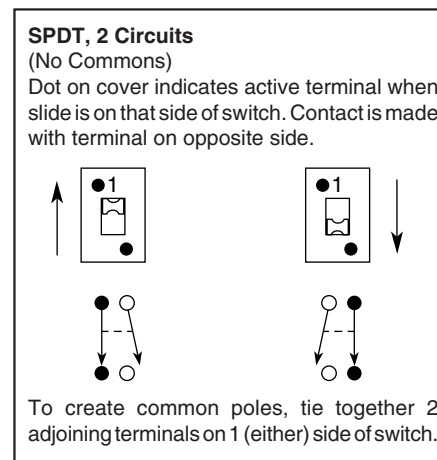 SPDT, 2 Circuits
(No Commons)
Dot on cover indicates active terminal when
slide is on that side of switch. Contact is made
with terminal on opposite side.
1
1
To create common poles, tie together 2
adjoining terminals on 1 (either) side of switch.